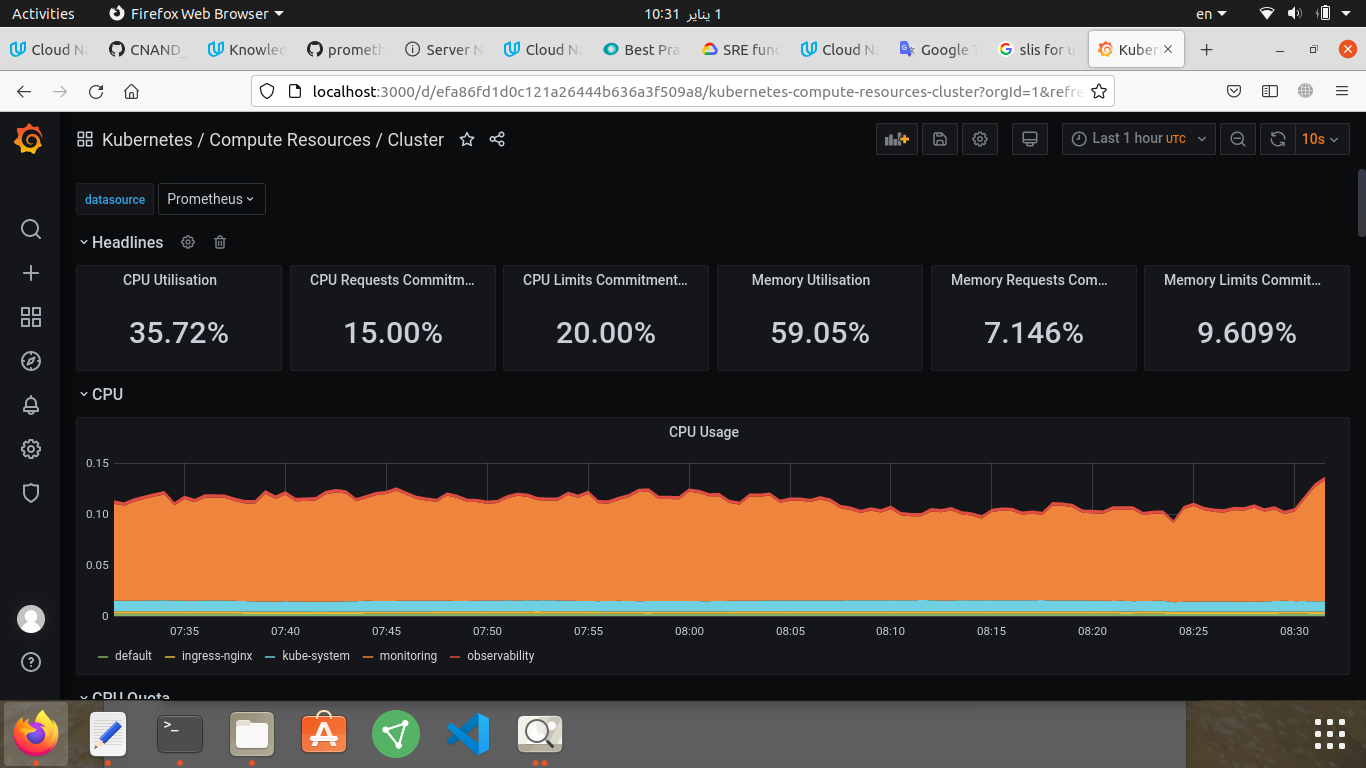 Activities Firefox Web Browser 10:31 1 يناير en
Cloud Na CNAND_ Knowled prometh Server N Cloud Na Best Pra SRE func Cloud Na Google T slis for u Kuber
localhost:3000/d/efa86fd1d0c121a26444b636a3f509a8/kubernetes-compute-resources-cluster?orgId=1&refre
Kubernetes / Compute Resources / Cluster Last 1 hour UTC 10s
datasource Prometheus
Headlines
CPU Utilisation CPU Requests Commitm... CPU Limits Commitment... Memory Utilisation Memory Requests Com... Memory Limits Commit...
35.72% 15.00% 20.00% 59.05% 7.146% 9.609%
CPU
CPU Usage
0.15
0.10
0.05
0
07:35 07:40 07:45 07:50 07:55 08:00 08:05 08:10 08:15 08:20 08:25 08:30
default ingress-nginx kube-system monitoring observability
CPU Quota